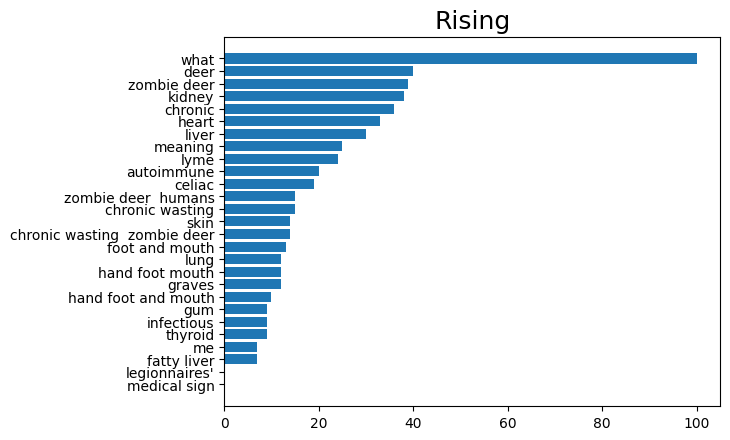 Rising
what
deer
zombie deer
kidney
chronic
heart
liver
meaning
lyme
autoimmune
celiac
zombie deer  humans
chronic wasting
skin
chronic wasting  zombie deer
foot and mouth
lung
hand foot mouth
graves
hand foot and mouth
gum
infectious
thyroid
me
fatty liver
legionnaires'
medical sign
0 20 40 60 80 100